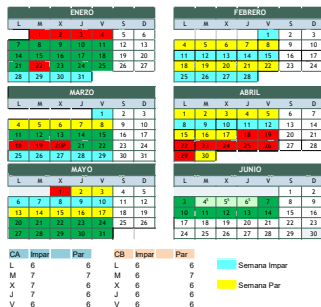 ENERO FEBRERO
L M X J V S D L M X J V S D
1 2 3 4 5 6 1 2 3
7 8 9 10 11 12 13 4 5 6 7 8 9 10
14 15 16 17 18 19 20 11 12 13 14 15 16 17
21 22 23 24 25 26 27 18 19 20 21 22 23 24
28 29 30 31 25 26 27 28
MARZO ABRIL
L M X J V S D L M X J V S D
1 2 3 1 2 3 4 5 6 7
4 5 6 7 8 9 10 8 9 10 11 12 13 14
11 12 13 14 15 16 17 15 16 17 18 19 20 21
18 19 21 22 23 24 22 23 24 25 26 27 28
25 26 27 28 29 30 31 29 30
MAYO JUNIO
L M X J V S D L M X J V S D
1 2 3 4 5 1 2
6 7 8 9 10 11 12 3 4 5 6 7 8 9
13 14 15 16 17 18 19 10 11 12 13 14 15 16
20 21 22 23 24 25 26 17 18 19 20 21 22 23
27 28 29 30 31 24 25 26 27 28 29 30
CA Impar Par CB Impar Par
L 6 6 L 6 6 Semana Impar
M 7 6 M 6 6
X 7 6 X 6 6 Semana Par
J 7 6 J 6 6
V 6 6 V 6 6